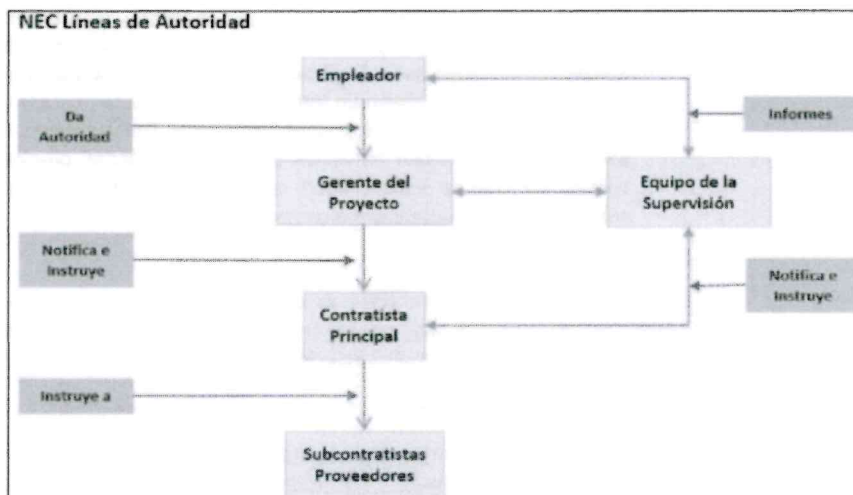 NEC Líneas de Autoridad
Empleador
Da
Autoridad
Informes
Gerente del
Proyecto
Equipo de la
Supervisión
Notifica e
Instruye
Notifica e
Instruye
Contratista
Principal
Instruye a
Subcontratistas
Proveedores